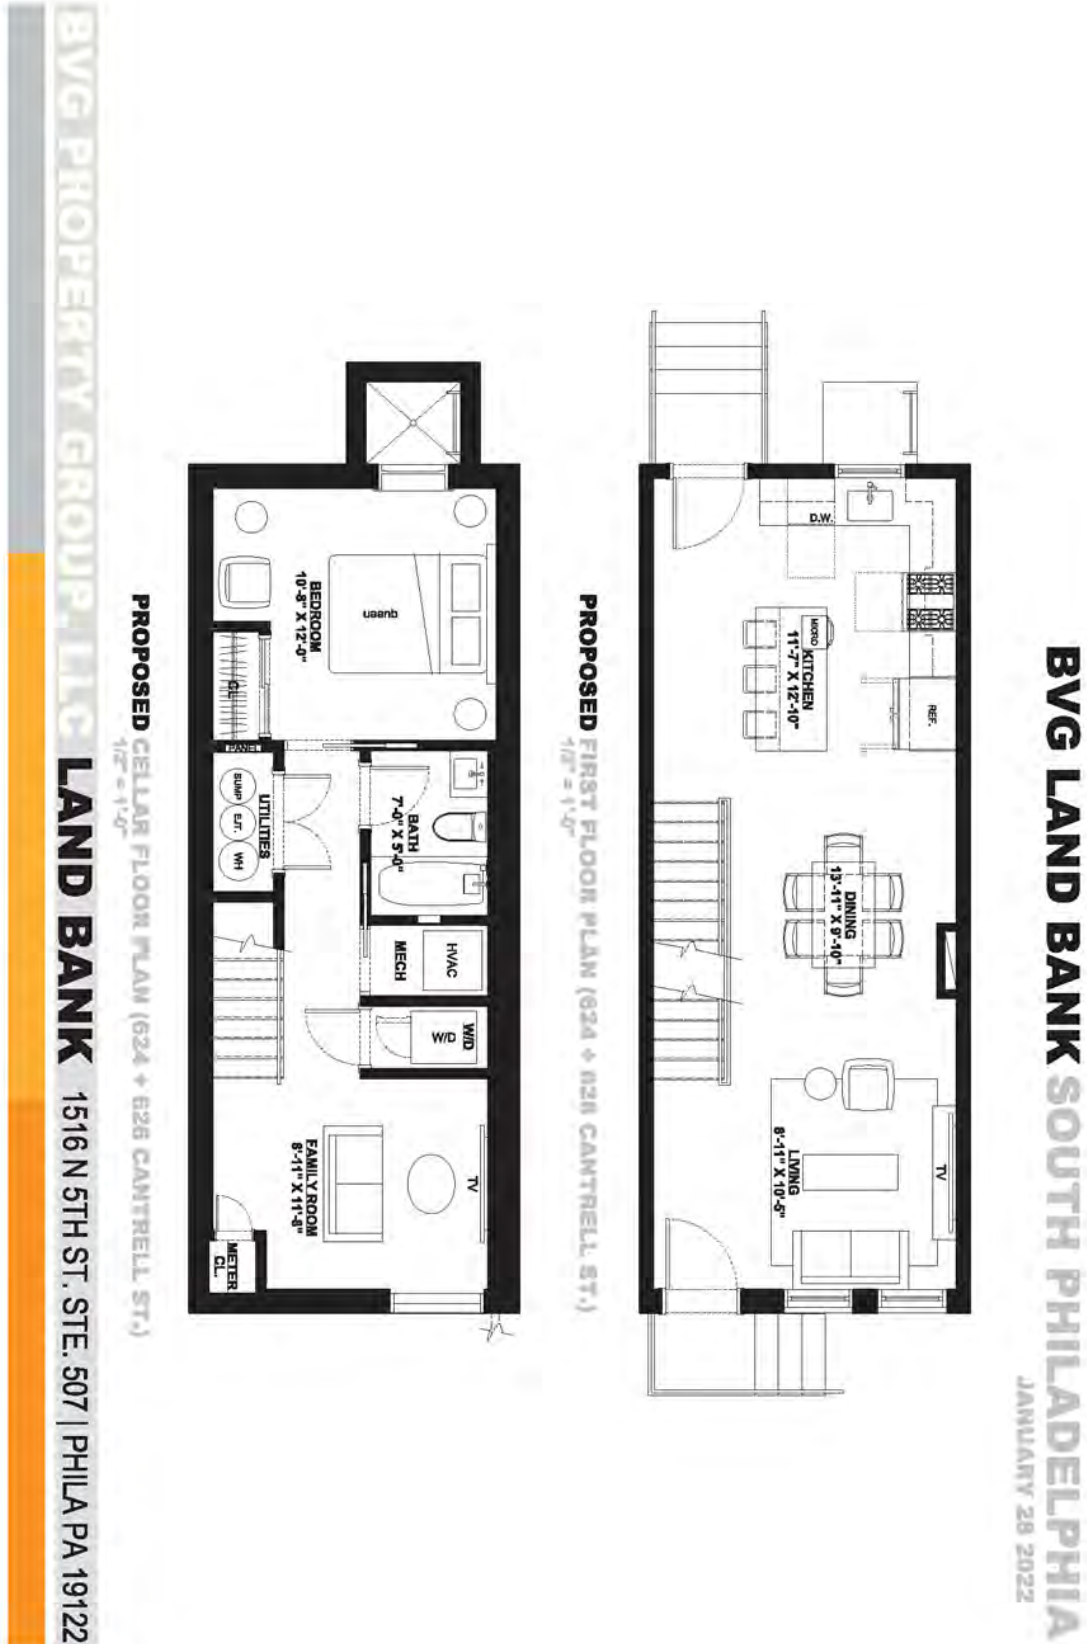 BVG LAND BANK SOUTH PHILADELPHIA
JANUARY 28 2022
D.W.
MICRO
KITCHEN
11'-7" X 12'-10"
REF.
DINING
13'-11" X 9'-10"
LIVING
8'-11" X 10'-5"
TV
PROPOSED FIRST FLOOR PLAN (624 + 626 CANTRELL ST.)
1/2" = 1'-0"
queen
BEDROOM
10'-8" X 12'-0"
CL
PANEL
SUMP
EJT.
WH
UTILITIES
BATH
7'-0" X 5'-0"
HVAC
MECH
W/D
W/D
TV
FAMILY ROOM
8'-11" X 11'-8"
METER
CL.
PROPOSED CELLAR FLOOR PLAN (624 + 626 CANTRELL ST.)
1/2" = 1'-0"
BVG PROPERTY GROUP, LLC LAND BANK 1516 N 5TH ST. STE. 507 | PHILA PA 19122